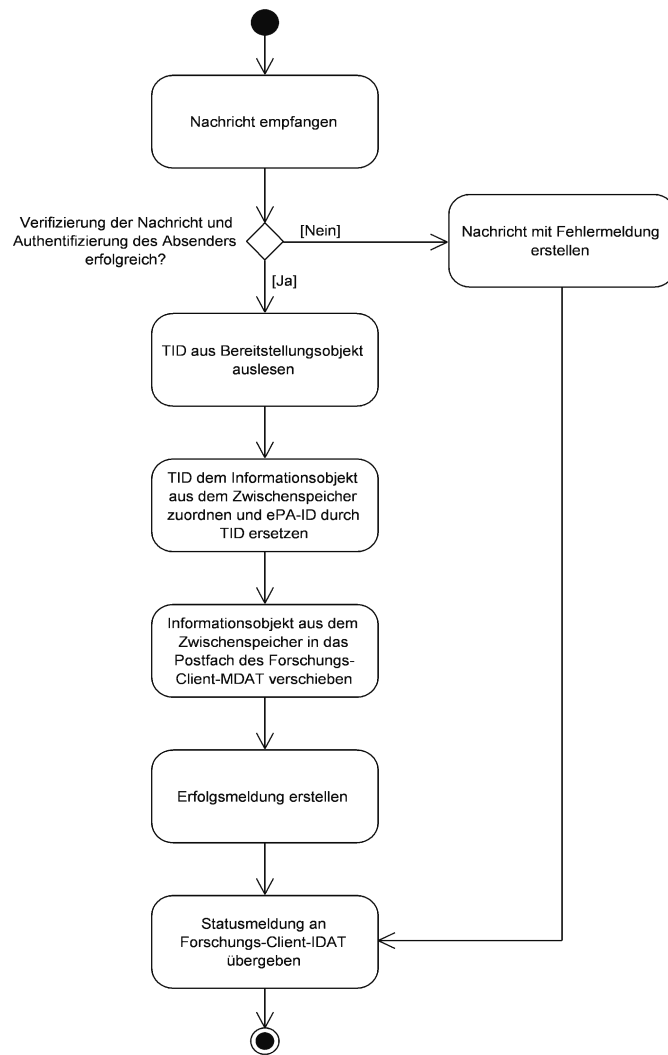 Nachricht empfangen
Verifizierung der Nachricht und
Authentifizierung des Absenders
erfolgreich?
[Nein]
Nachricht mit Fehlermeldung
erstellen
[Ja]
TID aus Bereitstellungsobjekt
auslesen
TID dem Informationsobjekt
aus dem Zwischenspeicher
zuordnen und ePA-ID durch
TID ersetzen
Informationsobjekt aus dem
Zwischenspeicher in das
Postfach des Forschungs-
Client-MDAT verschieben
Erfolgsmeldung erstellen
Statusmeldung an
Forschungs-Client-IDAT
übergeben